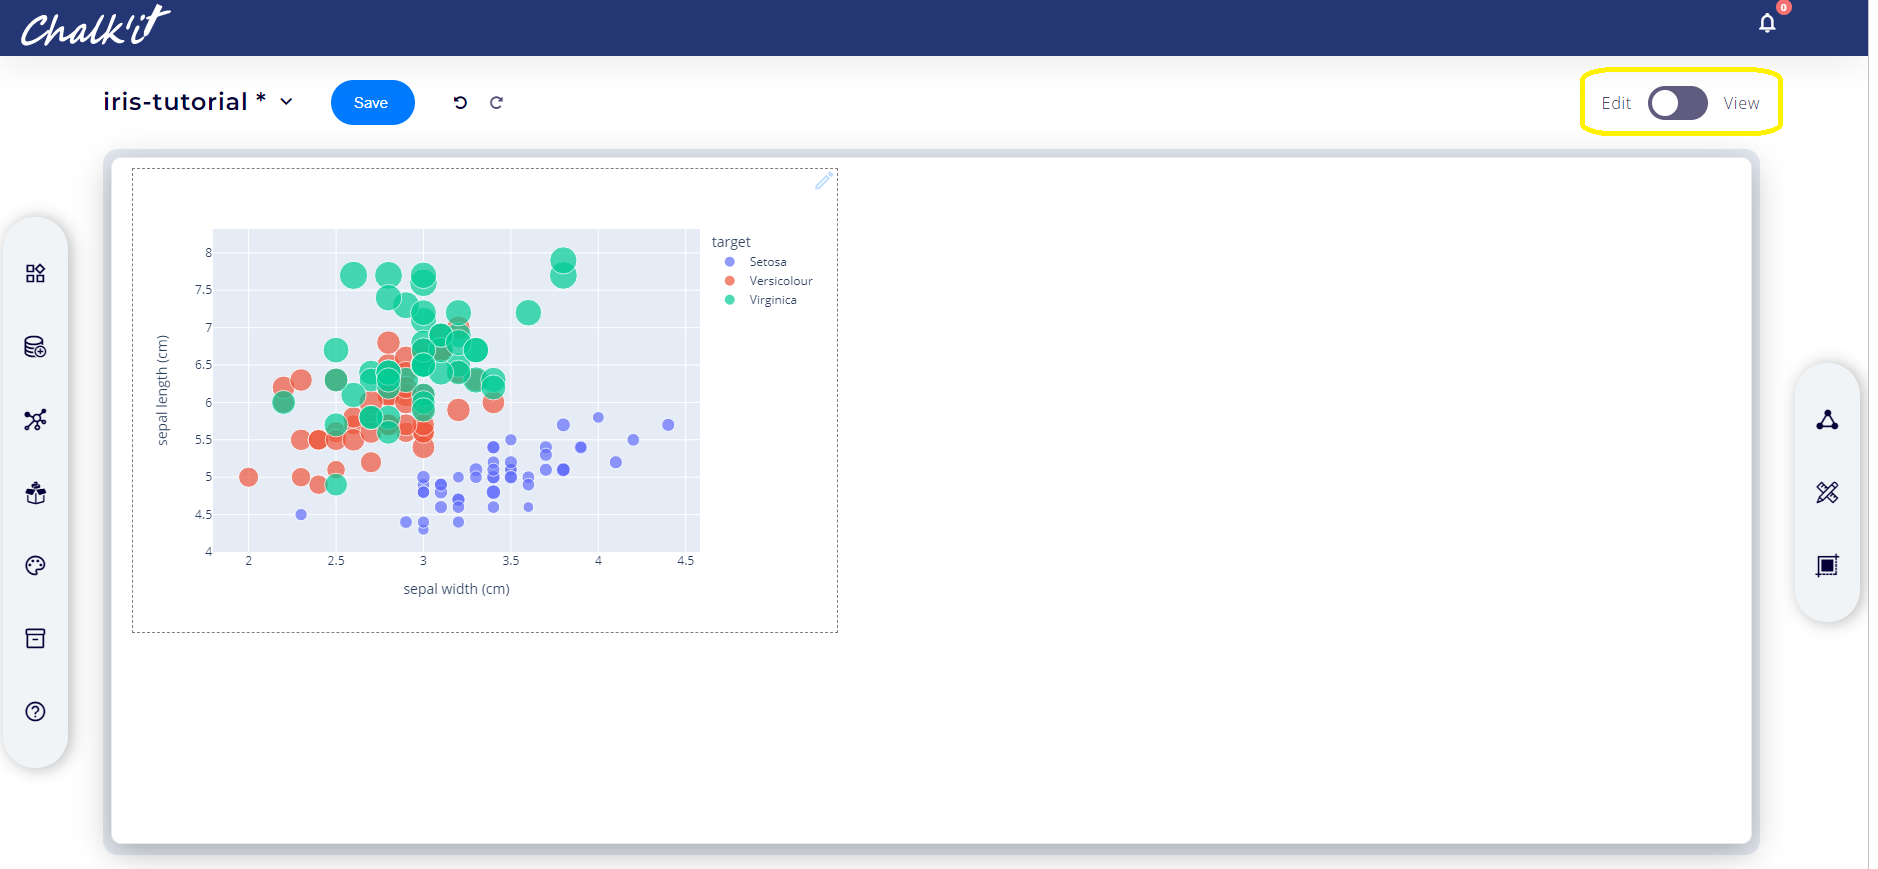 Chalk'it
0
iris-tutorial *
Save
Edit
View
target
Setosa
Versicolour
Virginica
8
7.5
7
6.5
6
5.5
5
4.5
4
sepal length (cm)
2
2.5
3
3.5
4
4.5
sepal width (cm)